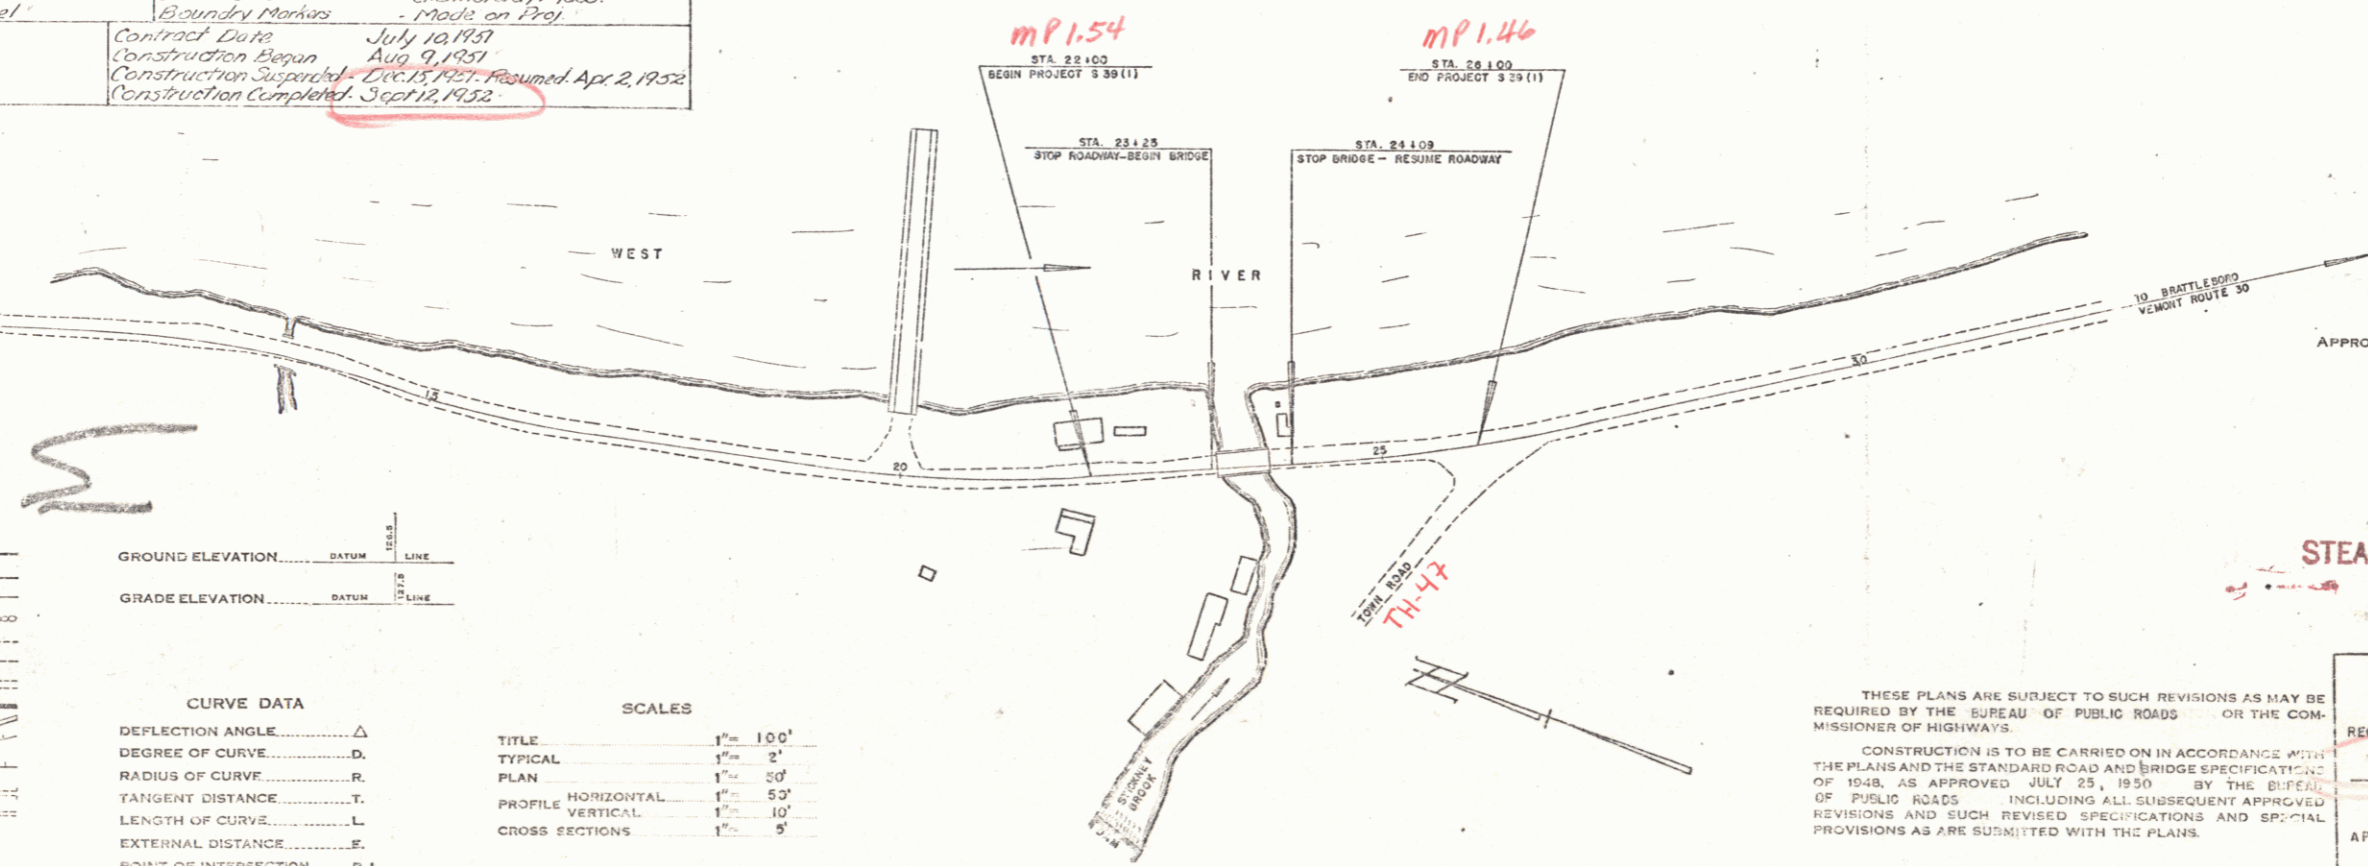 Boundry Markers - Made on Proj.
Contract Date July 10, 1951
Construction Began Aug 9, 1951
Construction Suspended - Dec. 15, 1951 - Resumed. Apr. 2, 1952
Construction Completed. Sept 12, 1952
MP 1.54
STA. 22+00
BEGIN PROJECT S 39 (1)
MP 1.46
STA. 26+00
END PROJECT S 39 (1)
STA. 23+25
STOP ROADWAY-BEGIN BRIDGE
STA. 24+09
STOP BRIDGE - RESUME ROADWAY
WEST
RIVER
TO BRATTLEBORO
VEMONT ROUTE 30
APPRO
15
20
25
30
TOWN ROAD
TH-47
STICKNEY
BROOK
STEA
GROUND ELEVATION DATUM 126.5 LINE
GRADE ELEVATION DATUM 127.5 LINE
CURVE DATA
DEFLECTION ANGLE △
DEGREE OF CURVE D.
RADIUS OF CURVE R.
TANGENT DISTANCE T.
LENGTH OF CURVE L
EXTERNAL DISTANCE E.
POINT OF INTERSECTION P.I.
SCALES
TITLE 1"= 100'
TYPICAL 1"= 2'
PLAN 1"= 50'
PROFILE HORIZONTAL 1"= 50'
VERTICAL 1"= 10'
CROSS SECTIONS 1"= 5'
THESE PLANS ARE SUBJECT TO SUCH REVISIONS AS MAY BE
REQUIRED BY THE BUREAU OF PUBLIC ROADS OR THE COM-
MISSIONER OF HIGHWAYS.
CONSTRUCTION IS TO BE CARRIED ON IN ACCORDANCE WITH
THE PLANS AND THE STANDARD ROAD AND BRIDGE SPECIFICATIONS
OF 1948, AS APPROVED JULY 25, 1950 BY THE BUREAU
OF PUBLIC ROADS INCLUDING ALL SUBSEQUENT APPROVED
REVISIONS AND SUCH REVISED SPECIFICATIONS AND SPECIAL
PROVISIONS AS ARE SUBMITTED WITH THE PLANS.